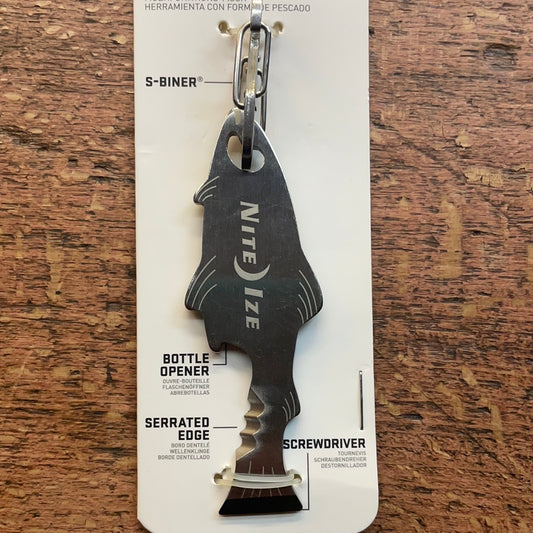 HERRAMIENTA CON FORMA DE PESCADO
S-BINER®
NITE IZE
BOTTLE
OPENER
OUVRE-BOUTEILLE
FLASCHENÖFFNER
ABREBOTELLAS
SERRATED
EDGE
BORD DENTELÉ
WELLENKLINGE
BORDE DENTELLADO
SCREWDRIVER
TOURNEVIS
SCHRAUBENDREHER
DESTORNILLADOR